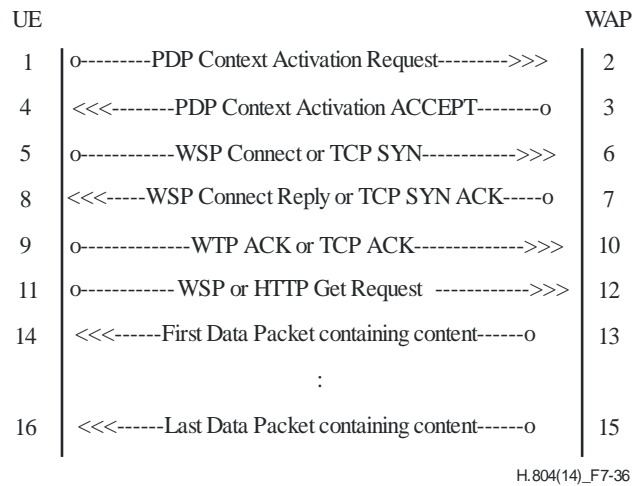 UE WAP
1 o---------PDP Context Activation Request--------->>> 2
4 <<<--------PDP Context Activation ACCEPT--------o 3
5 o------------WSP Connect or TCP SYN------------>>> 6
8 <<<-----WSP Connect Reply or TCP SYN ACK-----o 7
9 o--------------WTP ACK or TCP ACK-------------->>> 10
11 o------------ WSP or HTTP Get Request ------------>>> 12
14 <<<------First Data Packet containing content------o 13
:
16 <<<------Last Data Packet containing content------o 15
H.804(14)_F7-36